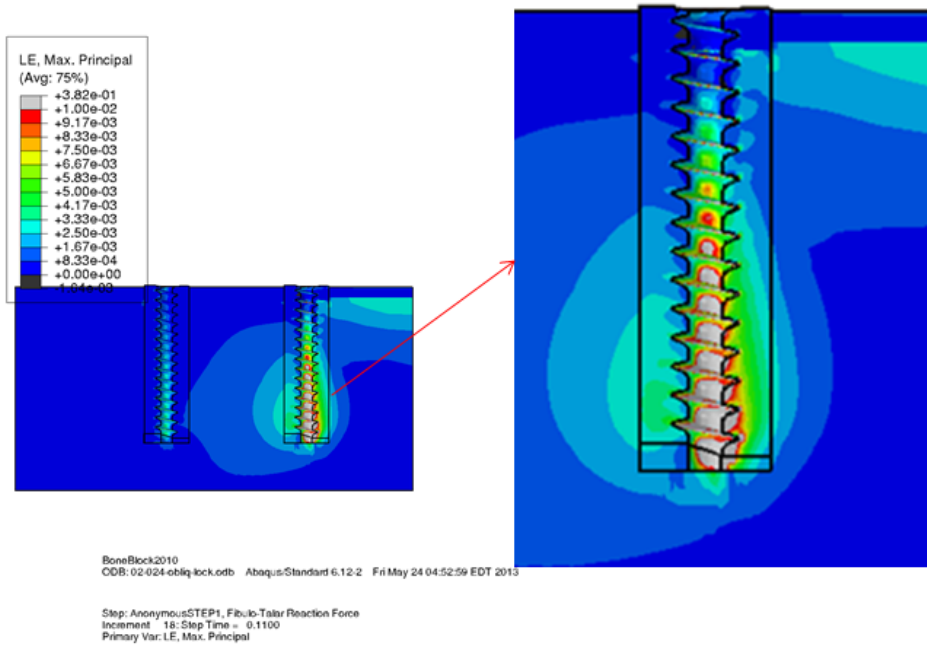 LE, Max. Principal
(Avg: 75%)
+3.82e-01
+1.00e-02
+9.17e-03
+8.33e-03
+7.50e-03
+6.67e-03
+5.83e-03
+5.00e-03
+4.17e-03
+3.33e-03
+2.50e-03
+1.67e-03
+8.33e-04
+0.00e+00
BoneBlock2010
ODB: 02-024-obliq-lock.odb Abaqus/Standard 6.12-2 Fri May 24 04:52:59 EDT 2013
Step: AnonymousSTEP1, Fibulo-Talar Reaction Force
Increment 18: Step Time = 0.1100
Primary Var: LE, Max. Principal